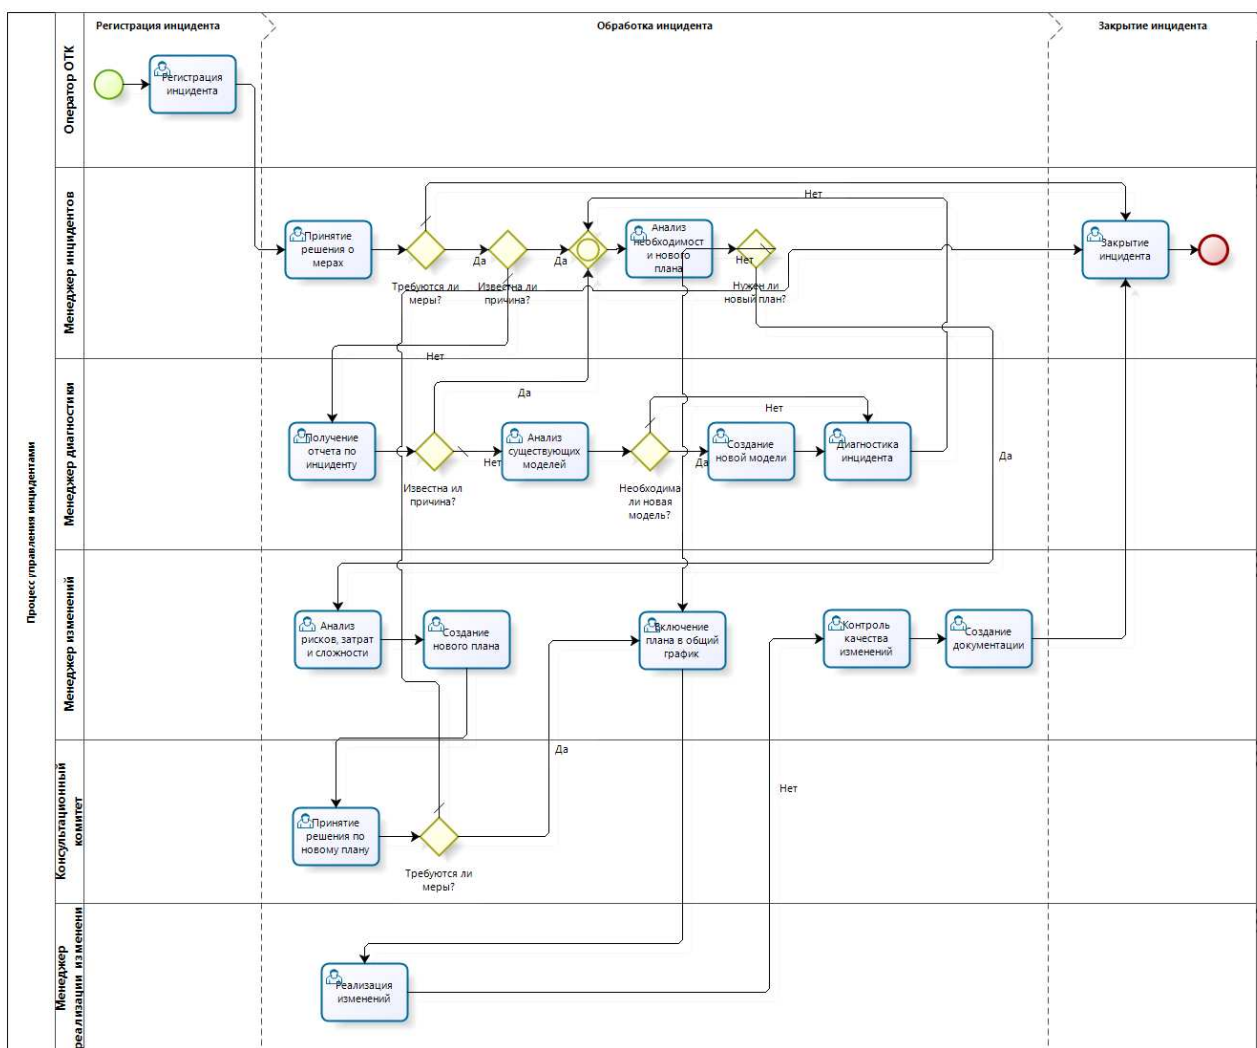 Регистрация инцидента
Обработка инцидента
Закрытие инцидента
Процесс управления инцидентами
Оператор ОТК
Регистрация
инцидента
Менеджер инцидентов
Принятие
решения о
мерах
Требуются ли
меры?
Да
Известна ли
причина?
Да
Анализ
необходимост
и нового
плана
Нет
Нет
Нужен ли
новый план?
Закрытие
инцидента
Нет
Менеджер диагностики
Получение
отчета по
инциденту
Да
Известна ил
причина?
Нет
Анализ
существующих
моделей
Необходима
ли новая
модель?
Нет
Да
Создание
новой модели
Диагностика
инцидента
Да
Менеджер изменений
Анализ
рисков, затрат
и сложности
Создание
нового плана
Включение
плана в общий
график
Контроль
качества
изменений
Создание
документации
Консультационный
комитет
Принятие
решения по
новому плану
Требуются ли
меры?
Да
Нет
Менеджер
реализации изменени
Реализация
изменений